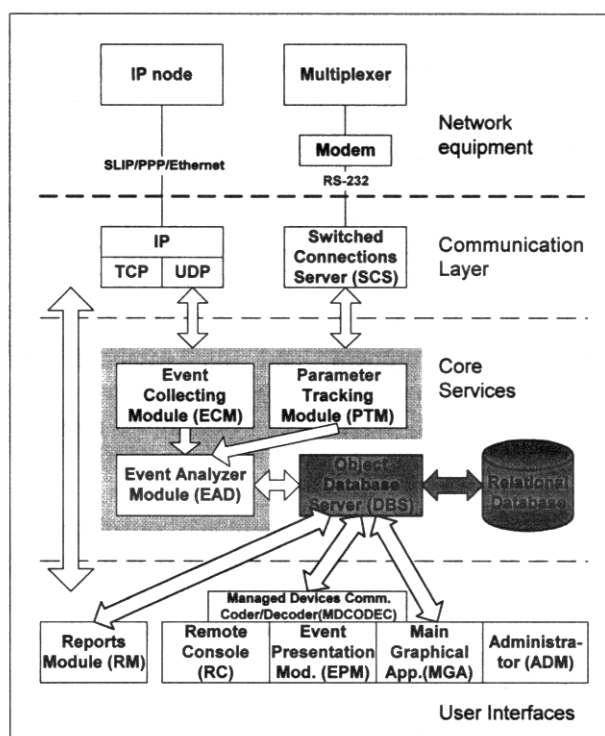 IP node
Multiplexer
Network
equipment
Modem
SLIP/PPP/Ethernet
RS-232
IP
TCP UDP
Switched
Connections
Server (SCS)
Communication
Layer
Event
Collecting
Module (ECM)
Parameter
Tracking
Module (PTM)
Core
Services
Event Analyzer
Module (EAD)
Object
Database
Server (DBS)
Relational
Database
Managed Devices Comm.
Coder/Decoder(MDCODEC)
Reports
Module (RM)
Remote
Console
(RC)
Event
Presentation
Mod. (EPM)
Main
Graphical
App.(MGA)
Administra-
tor (ADM)
User Interfaces